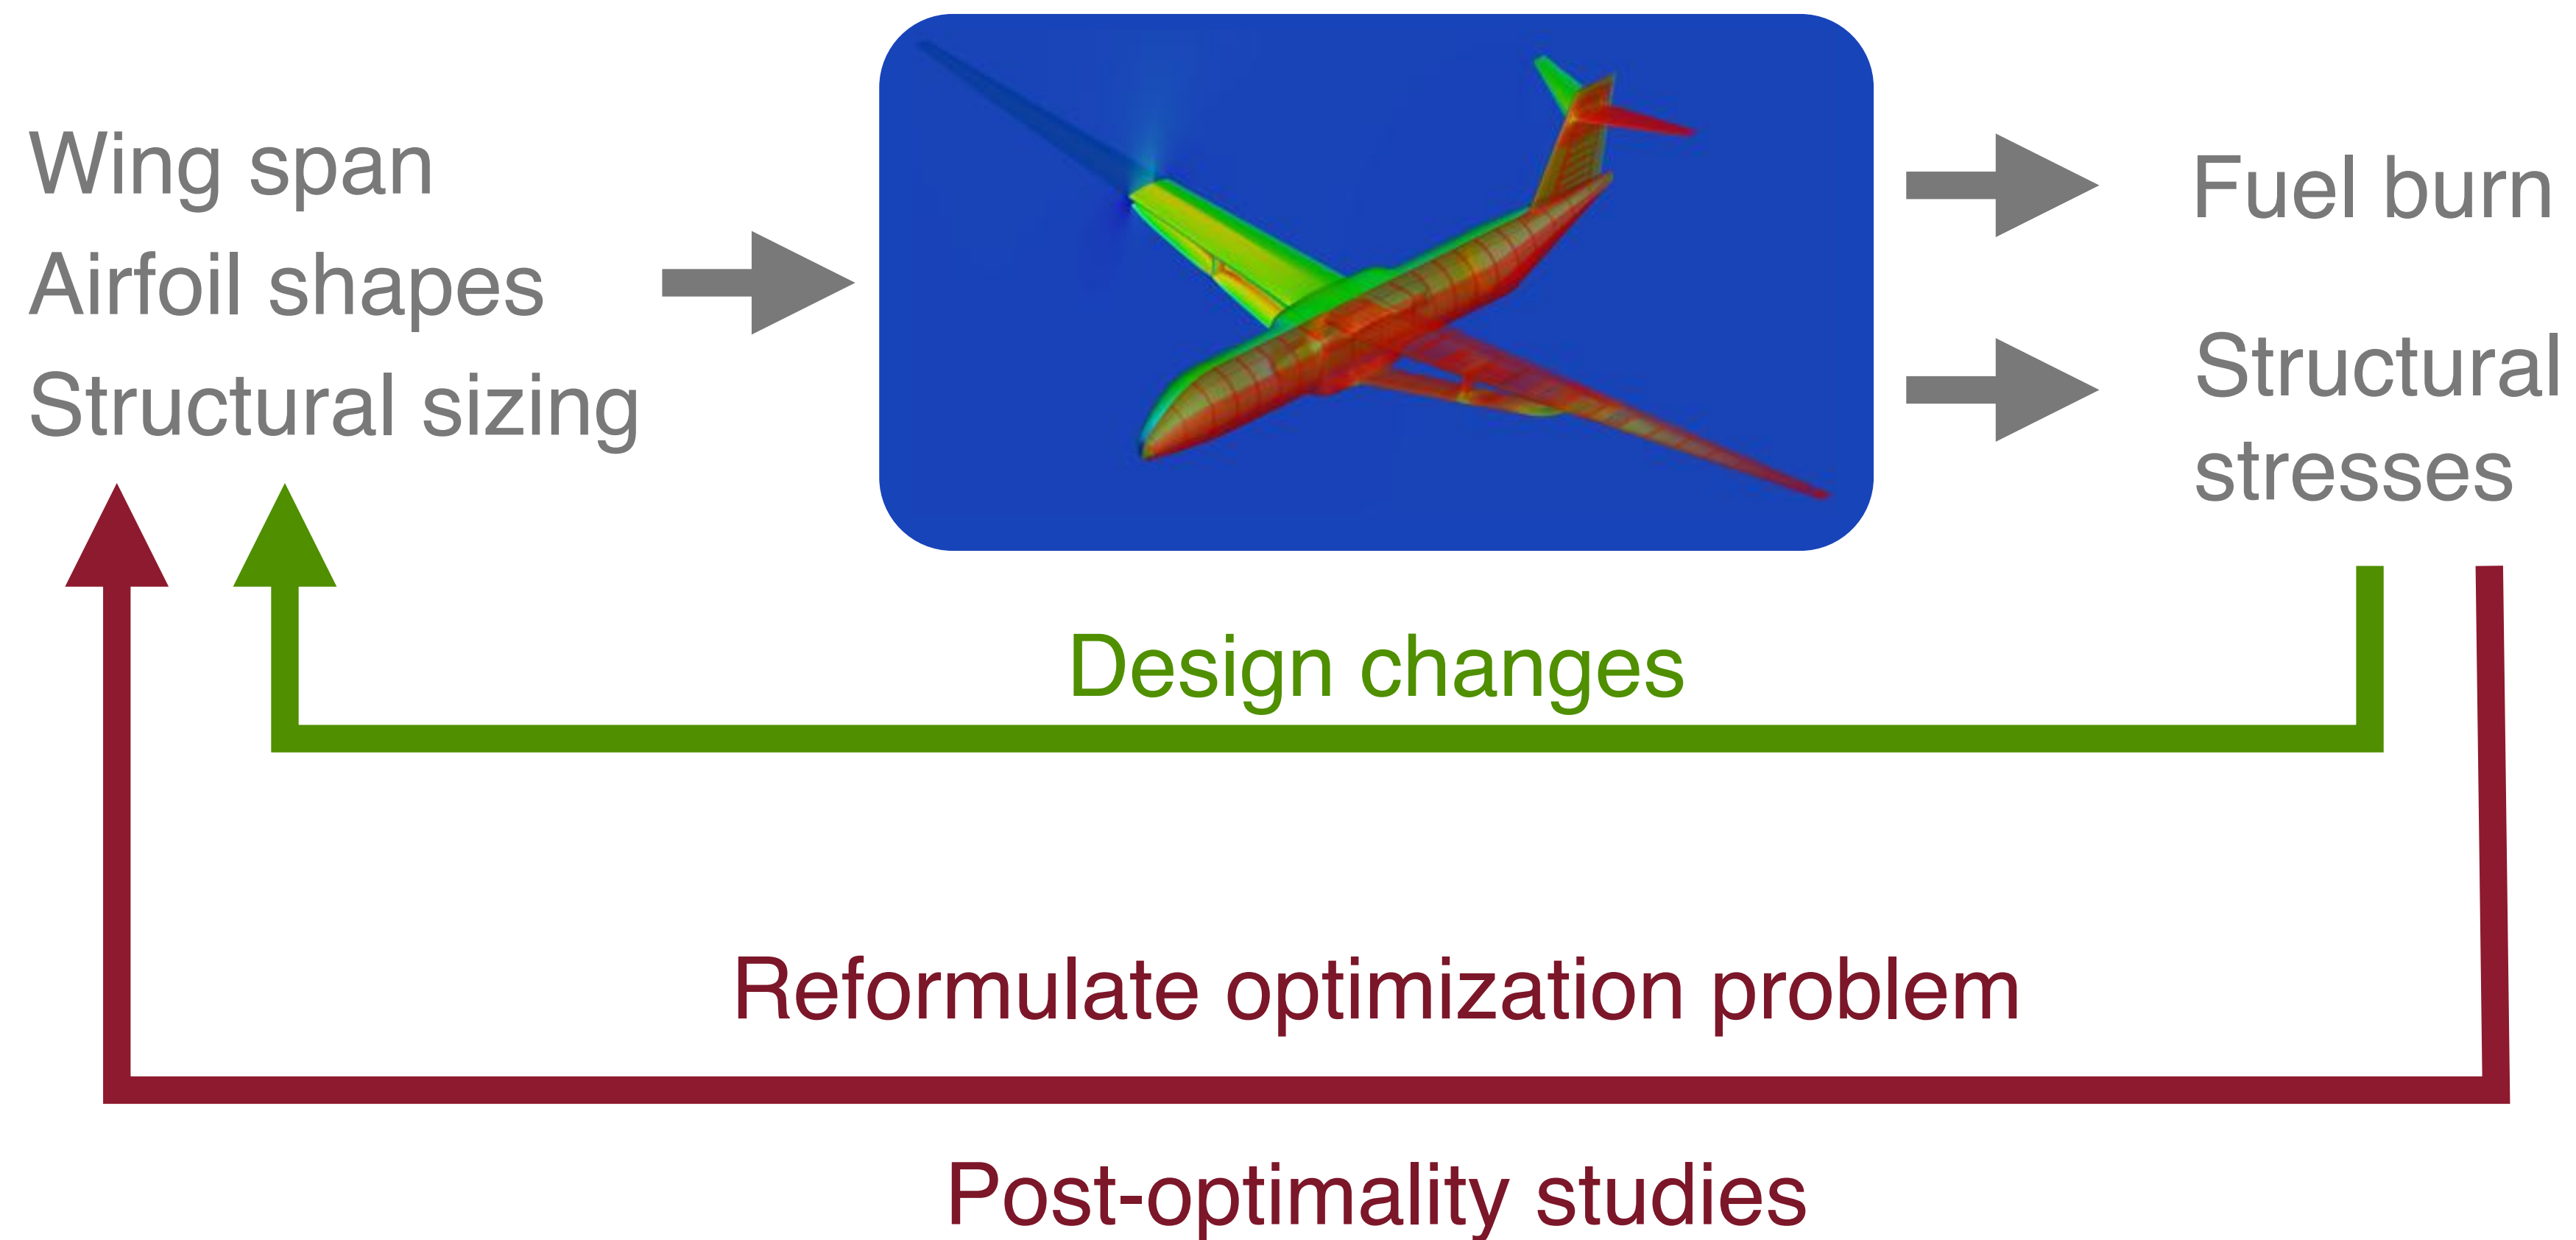 Wing span
Airfoil shapes
Structural sizing
Fuel burn
Structural
stresses
Design changes
Reformulate optimization problem
Post-optimality studies